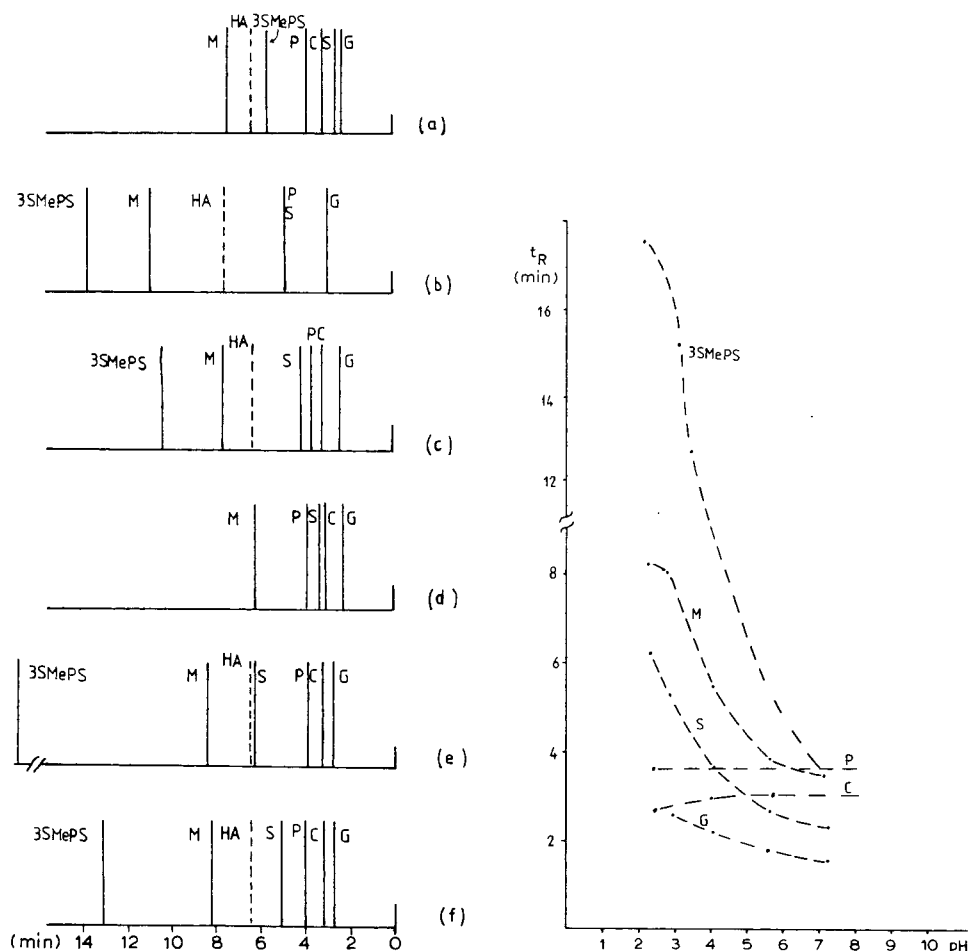 HA 3SMePS
M P C S G
(a)
3SMePS M HA P G
S
(b)
HA PC
3SMePS M S G
(c)
M P S C G
(d)
HA
3SMePS M S P C G
(e)
3SMePS M HA S P C G
(f)
(min) 14 12 10 8 6 4 2 0
tR
(min)
16
3SMePS
14
12
8
M
6
S
4
P
C
G
2
1 2 3 4 5 6 7 8 9 10 pH